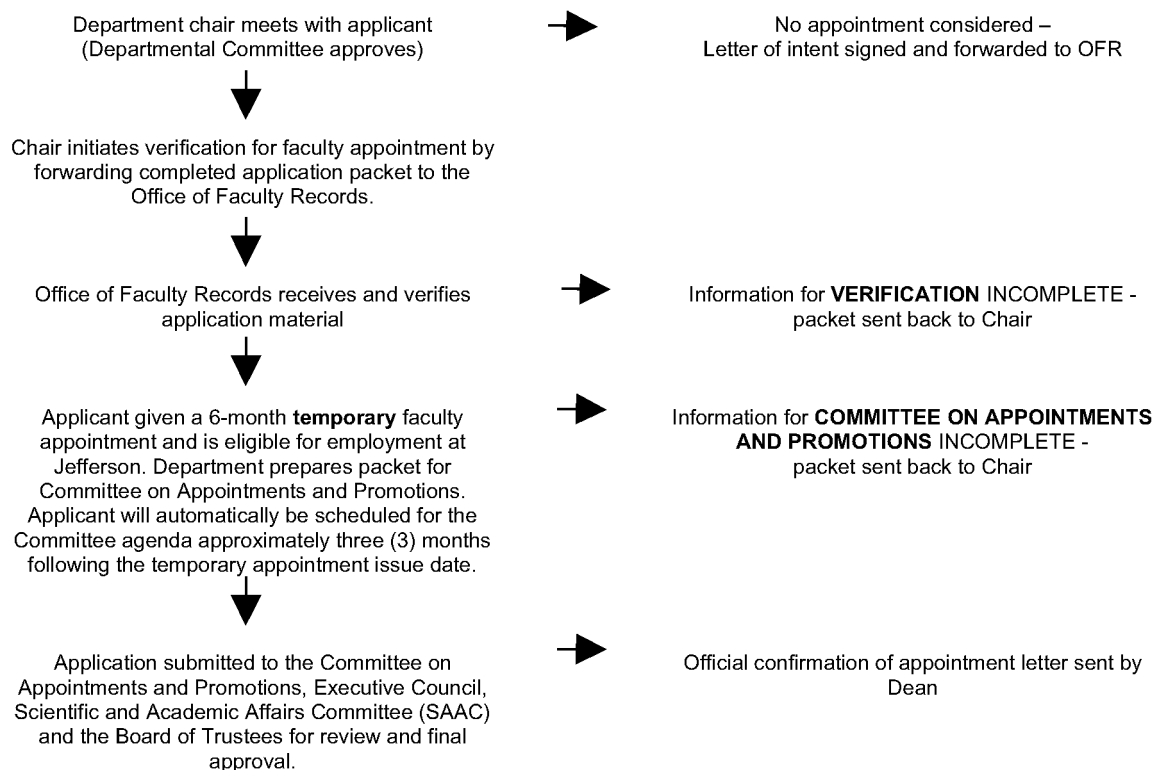 Department chair meets with applicant
(Departmental Committee approves)
No appointment considered –
Letter of intent signed and forwarded to OFR
Chair initiates verification for faculty appointment by
forwarding completed application packet to the
Office of Faculty Records.
Office of Faculty Records receives and verifies
application material
Information for VERIFICATION INCOMPLETE -
packet sent back to Chair
Applicant given a 6-month temporary faculty
appointment and is eligible for employment at
Jefferson. Department prepares packet for
Committee on Appointments and Promotions.
Applicant will automatically be scheduled for the
Committee agenda approximately three (3) months
following the temporary appointment issue date.
Information for COMMITTEE ON APPOINTMENTS
AND PROMOTIONS INCOMPLETE -
packet sent back to Chair
Application submitted to the Committee on
Appointments and Promotions, Executive Council,
Scientific and Academic Affairs Committee (SAAC)
and the Board of Trustees for review and final
approval.
Official confirmation of appointment letter sent by
Dean